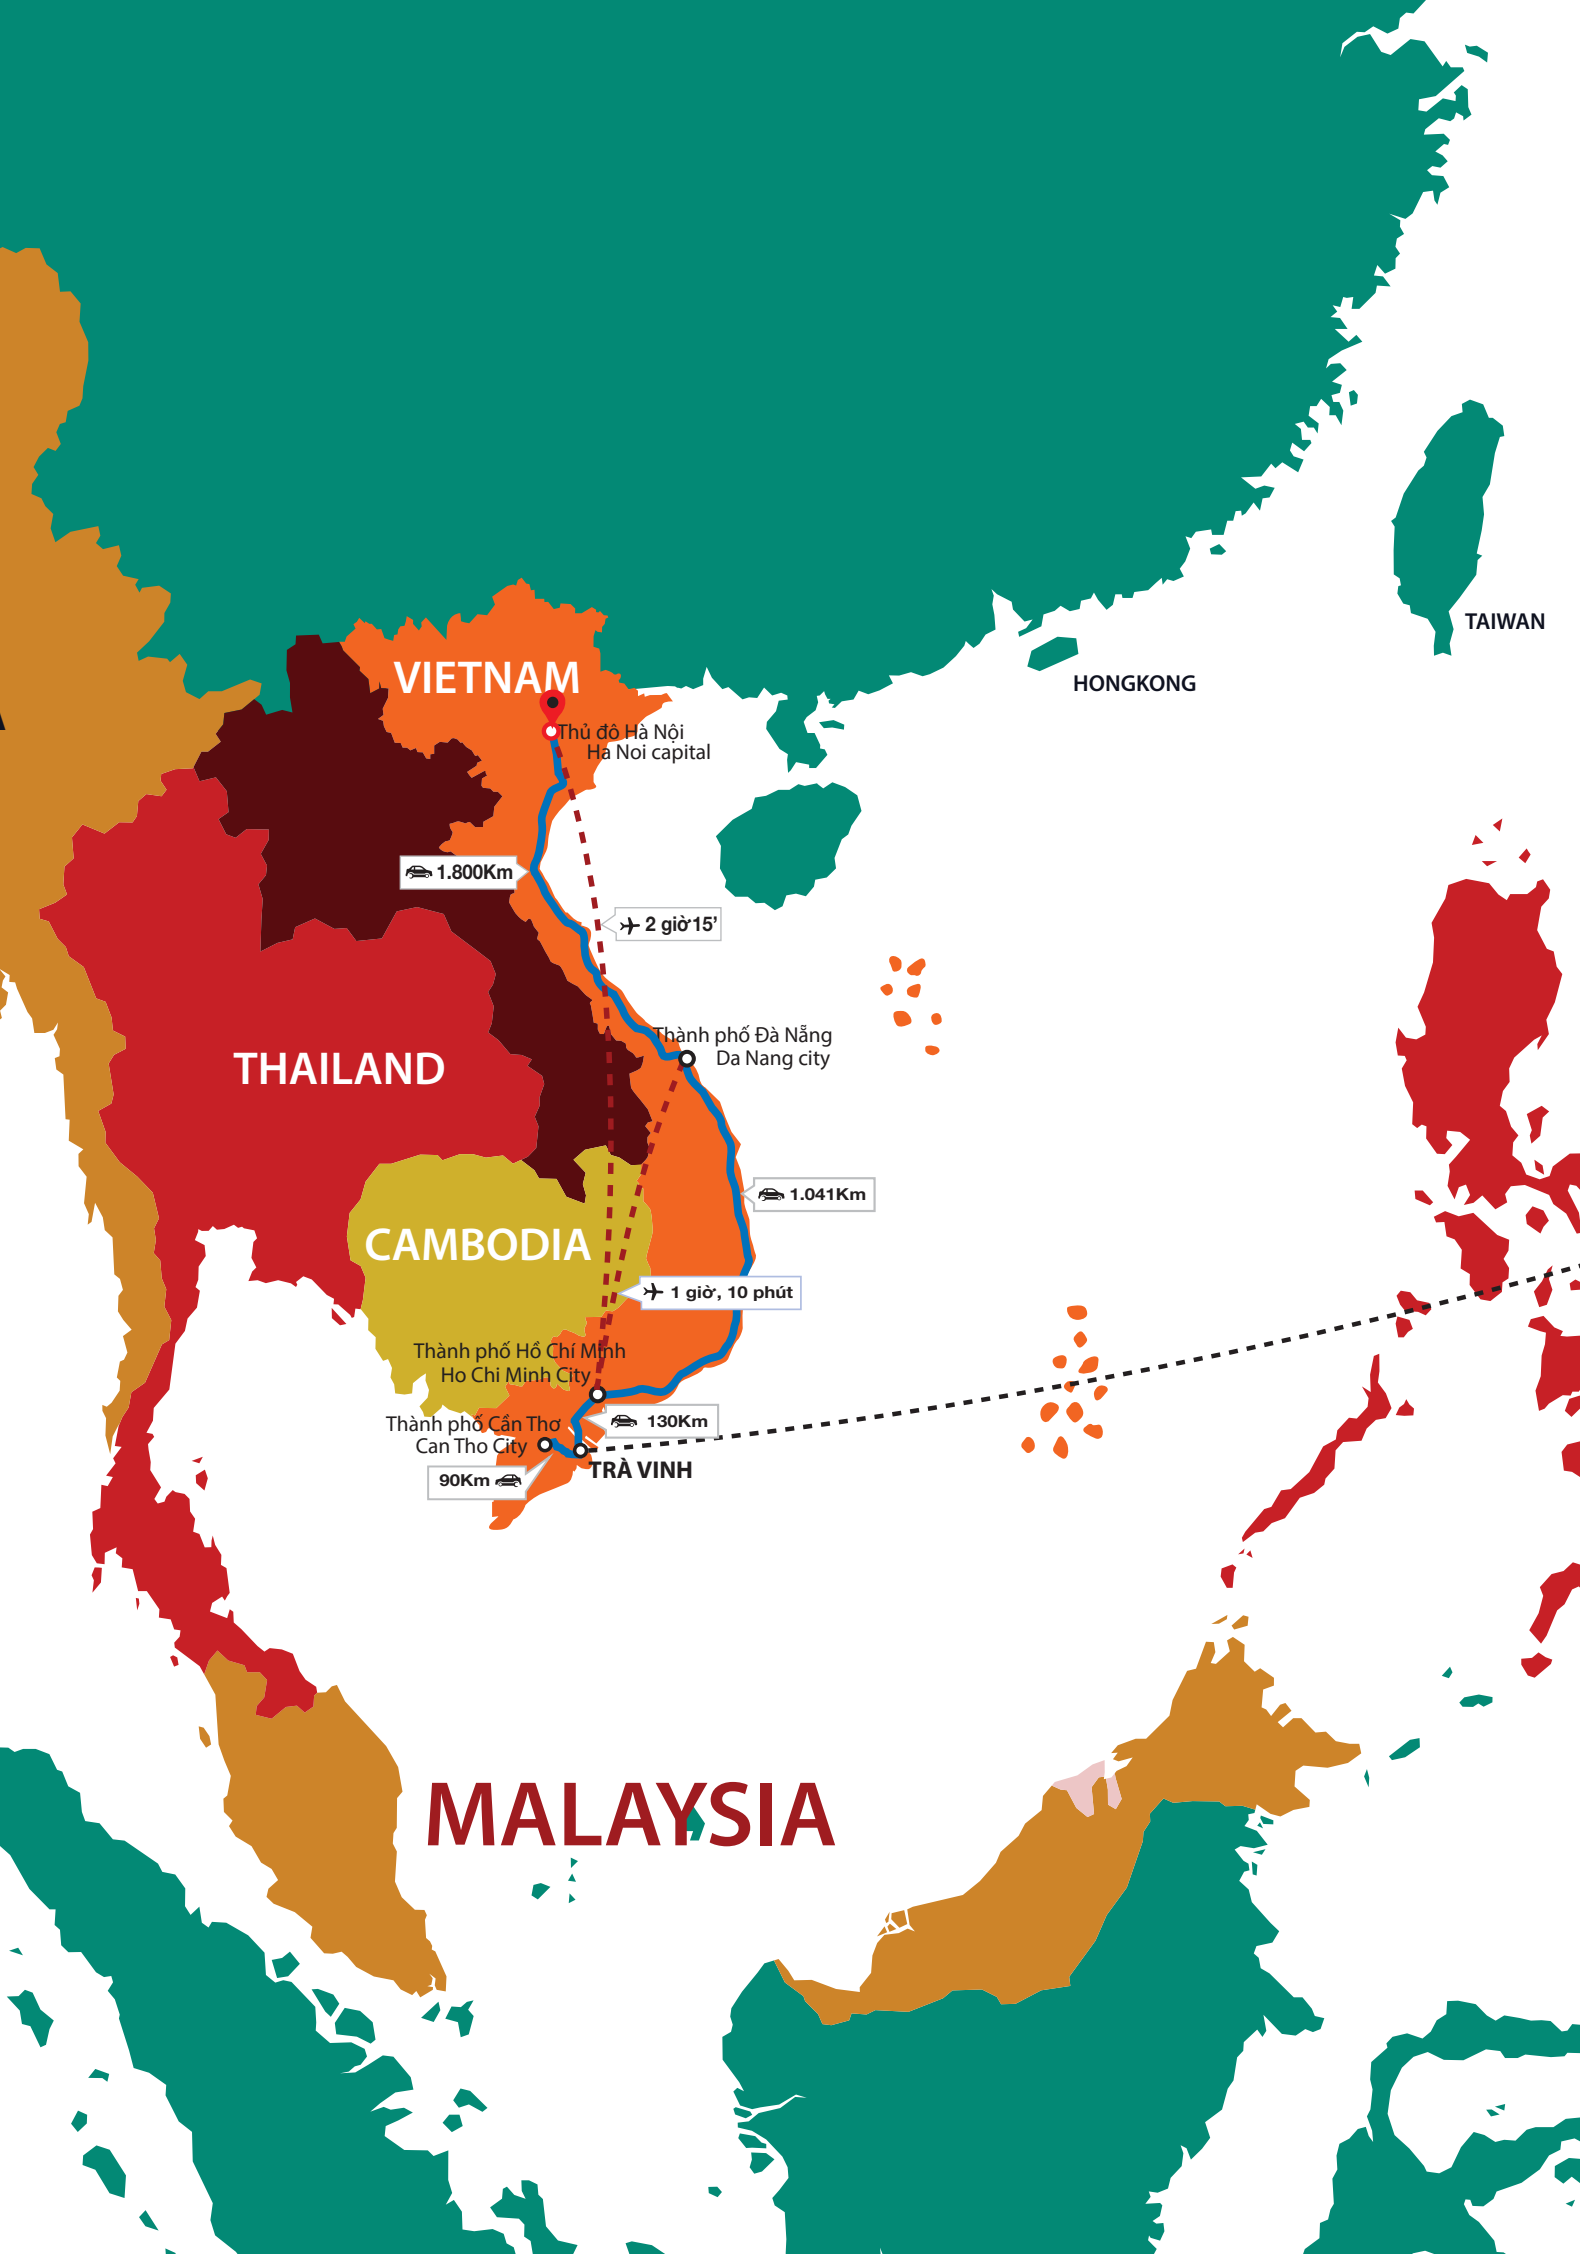 TAIWAN
VIETNAM
HONGKONG
Thủ đô Hà Nội
Ha Noi capital
1.800Km
2 giờ 15’
Thành phố Đà Nẵng
Da Nang city
THAILAND
1.041Km
CAMBODIA
1 giờ, 10 phút
Thành phố Hồ Chí Minh
Ho Chi Minh City
130Km
Thành phố Cần Thơ
Can Tho City
TRÀ VINH
90Km
MALAYSIA